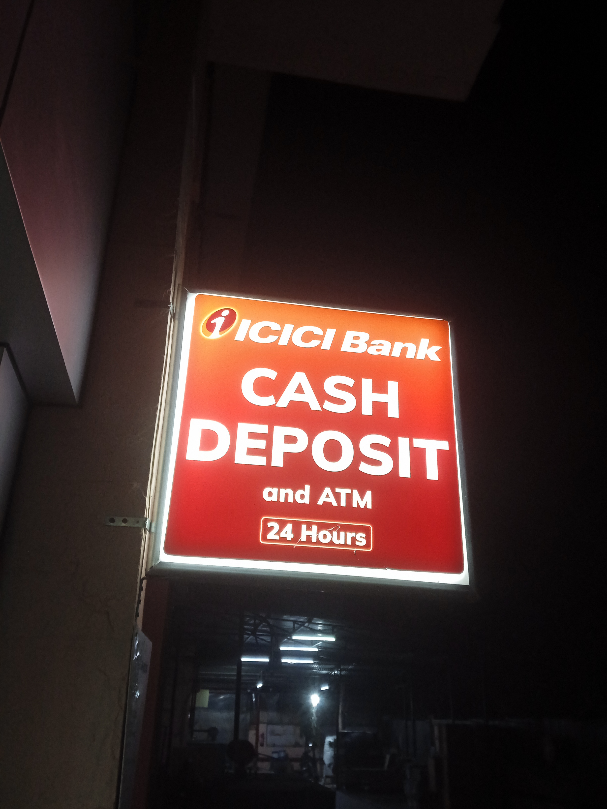 ICICI Bank
CASH
DEPOSIT
and ATM
24 Hours